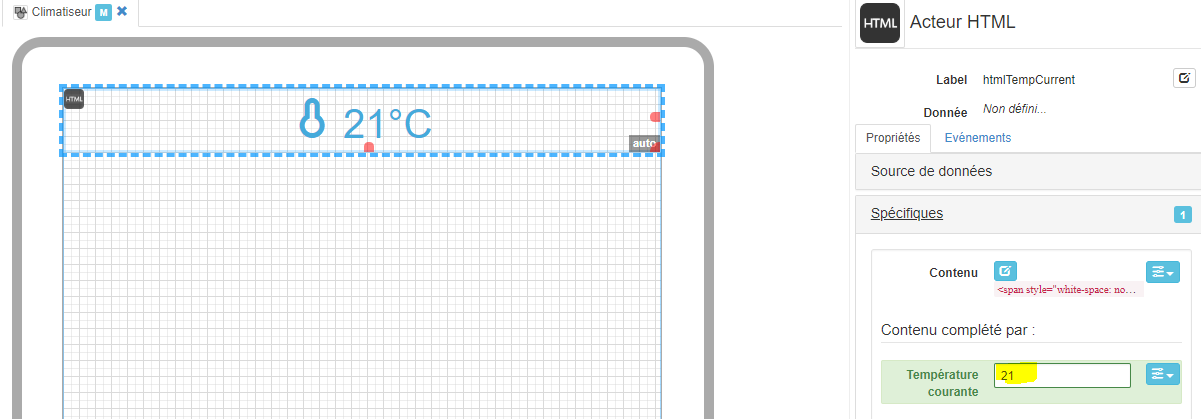 Climatiseur M
HTML
21°C
auto
HTML Acteur HTML
Label htmlTempCurrent
Donnée Non défini...
Propriétés Evènements
Source de données
Spécifiques 1
Contenu
<span style="white-space: no...
Contenu complété par :
Température
courante
21